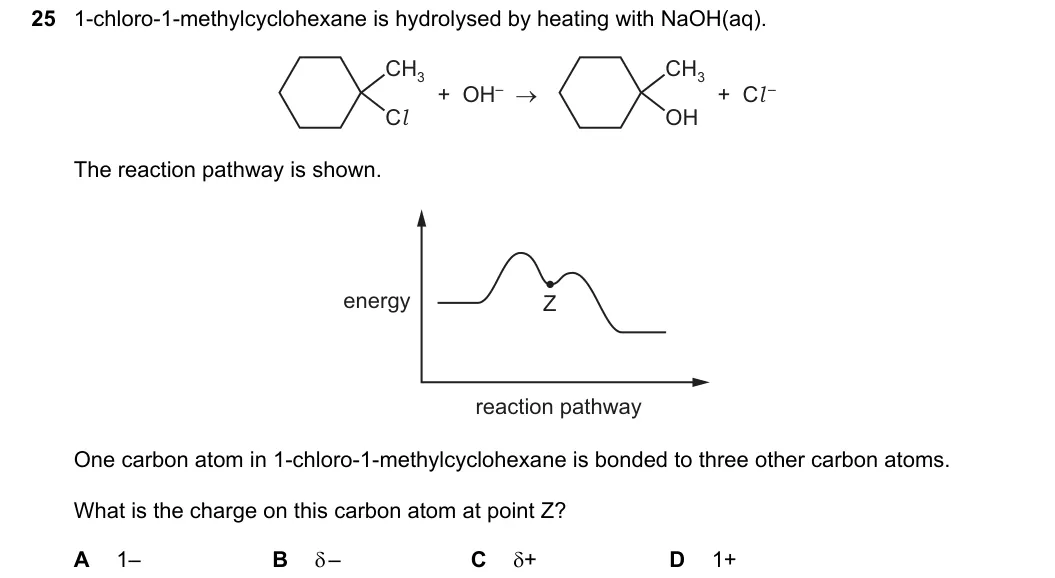 25 1-chloro-1-methylcyclohexane is hydrolysed by heating with NaOH(aq).
CH₃ CH₃
+ OH⁻ → + Cl⁻
Cl OH
The reaction pathway is shown.
energy
Z
reaction pathway
One carbon atom in 1-chloro-1-methylcyclohexane is bonded to three other carbon atoms.
What is the charge on this carbon atom at point Z?
A 1– B δ– C δ+ D 1+